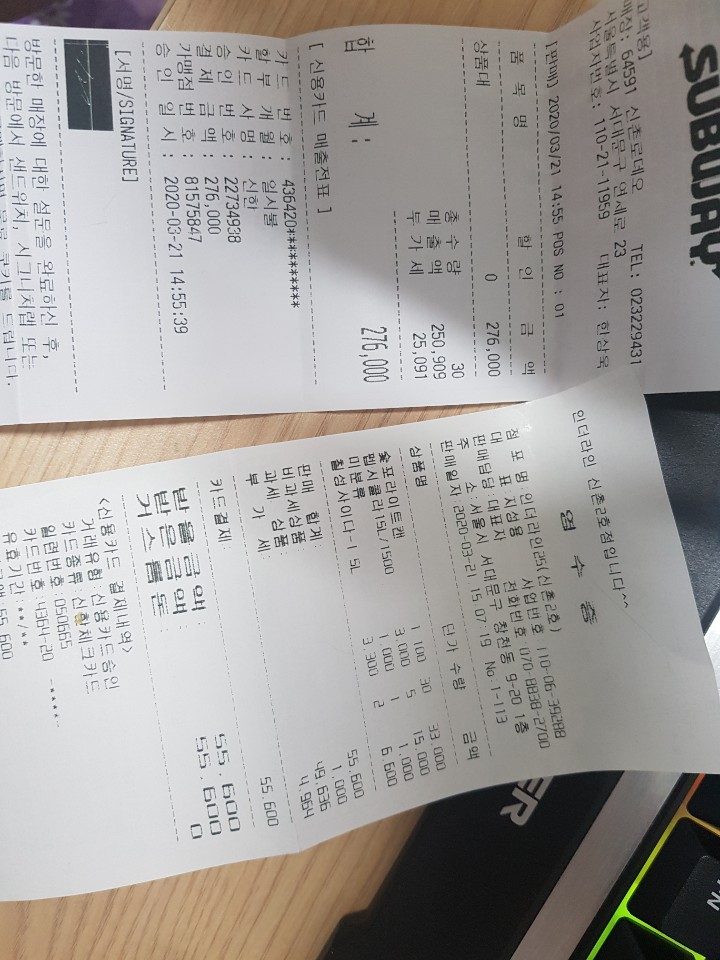 SUBWAY
고객용]
매장: 64591 신촌로데오 TEL: 023229431
서울특별시 서대문구 연세로 23
사업자번호: 110-21-11959 대표자: 한상욱
[판매] 2020/03/21 14:55 POS NO : 01
품 목 명 할 인 금 액
상품대 0 276,000
총 수 량 30
매 출 액 250,909
부 가 세 25,091
합 계: 276,000
[ 신용카드 매출전표 ]
카 드 번 호 : 436420**********
할 부 개 월 : 일시불
카 드 사 명 : 신한
승 인 번 호 : 22734938
결 제 금 액 : 276,000
가맹점 번 호 : 81575847
승 인 일 시 : 2020-03-21 14:55:39
[서명/SIGNATURE]
방문한 매장에 대한 설문을 완료하신 후,
다음 방문에서 샌드위치, 시그니처랩 또는
쿠키를 드립니다.
인더라인 신촌2호점입니다^^
영 수 증
점 포 명 인더라인25(신촌2호) 사업번호 110-06-39288
대 표 지성용 전화번호 070-8838-2700
판매담당: 대표자
주 소: 서울시 서대문구 창천동 9-20 1층
판매일자: 2020-03-21 15:07:19 No:1-113
상품명 단가 수량 금액
스프라이트캔 1,100 30 33,000
펩시콜라1.5L/1500 3,000 5 15,000
미분류 1,000 1 1,000
칠성사이다-1.5L 3,300 2 6,600
판매 합계: 55,600
비과세상품: 1,000
과 세 상 품: 49,636
부 가 세 4,964
카드결제: 55,600
받을금액: 55,600
받은금액: 55,600
거스름돈: 0
<신용카드 결제내역>
거래유형: 신용카드승인
카드종류: 신한체크카드
카드번호:4364-20
유효기간:**/**
55,600
ER
FN